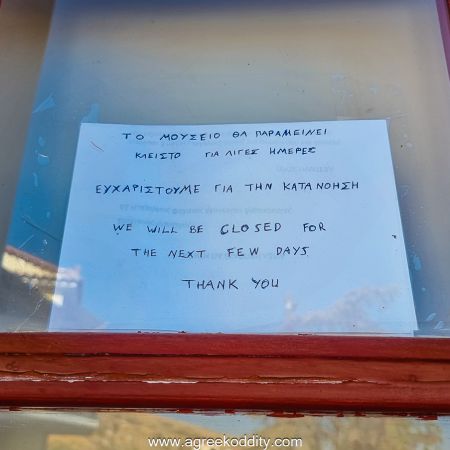 ΤΟ ΜΟΥΣΕΙΟ ΘΑ ΠΑΡΑΜΕΙΝΕΙ
ΚΛΕΙΣΤΟ ΓΙΑ ΛΙΓΕΣ ΗΜΕΡΕΣ
ΕΥΧΑΡΙΣΤΟΥΜΕ ΓΙΑ ΤΗΝ ΚΑΤΑΝΟΗΣΗ
WE WILL BE CLOSED FOR
THE NEXT FEW DAYS
THANK YOU
www.agreekoddity.com